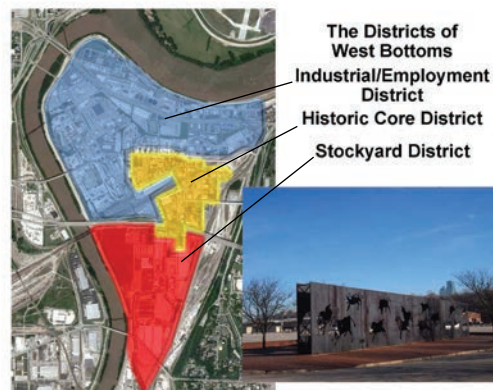 The Districts of
West Bottoms
Industrial/Employment
District
Historic Core District
Stockyard District